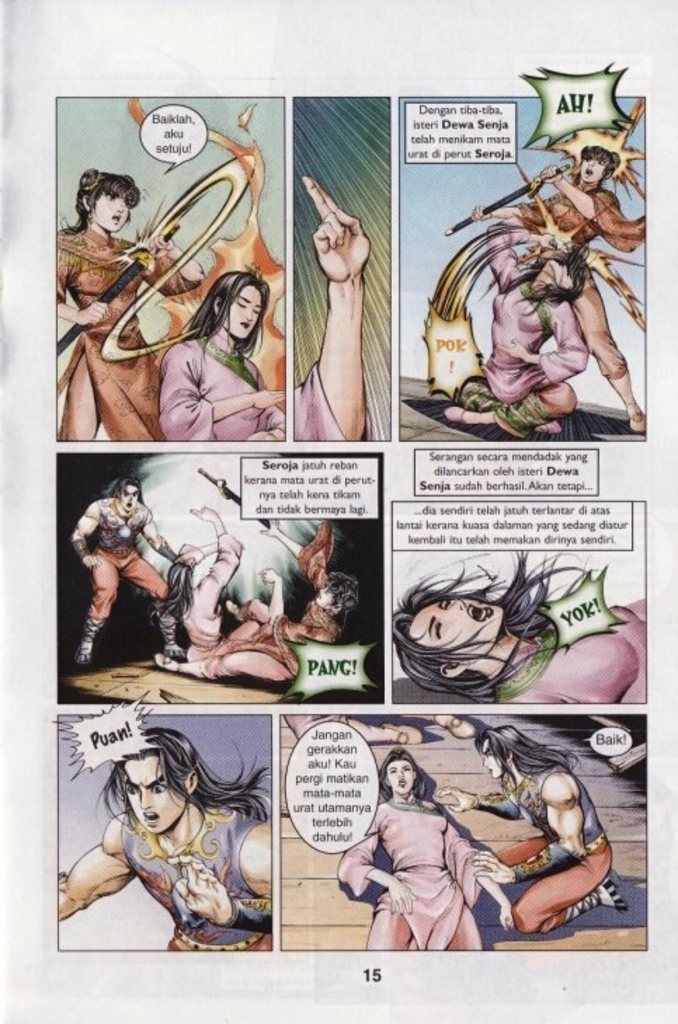 Baiklah,
aku
setuju!
Dengan tiba-tiba,
isteri Dewa Senja
telah menikam mata
urat di perut Seroja.
AH!
POK
!
Seroja jatuh reban
kerana mata urat di perut-
nya telah kena tikam
dan tidak bermaya lagi.
PANG!
Serangan secara mendadak yang
dilancarkan oleh isteri Dewa
Senja sudah berhasil. Akan tetapi...
...dia sendiri telah jatuh terlantar di atas
lantai kerana kuasa dalaman yang sedang diatur
kembali itu telah memakan dirinya sendiri.
YOK!
Puan!
Jangan
gerakkan
aku! Kau
pergi matikan
mata-mata
urat utamanya
terlebih
dahulu!
Baik!
15